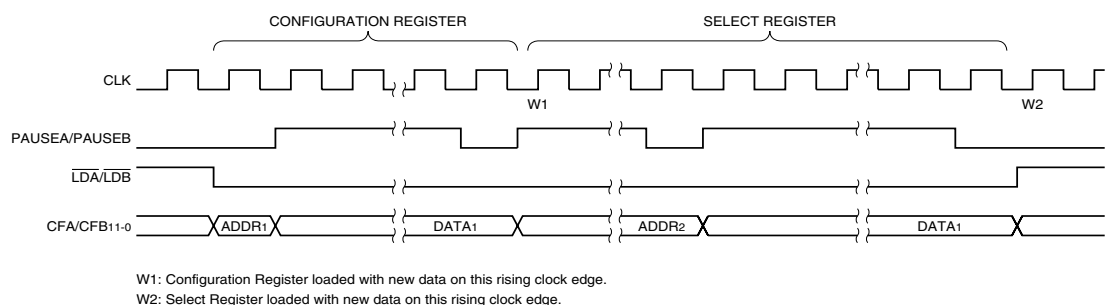 CONFIGURATION REGISTER SELECT REGISTER
CLK
W1 W2
PAUSEA/PAUSEB
LDA/LDB
CFA/CFB11-0 ADDR1 DATA1 ADDR2 DATA1
W1: Configuration Register loaded with new data on this rising clock edge.
W2: Select Register loaded with new data on this rising clock edge.